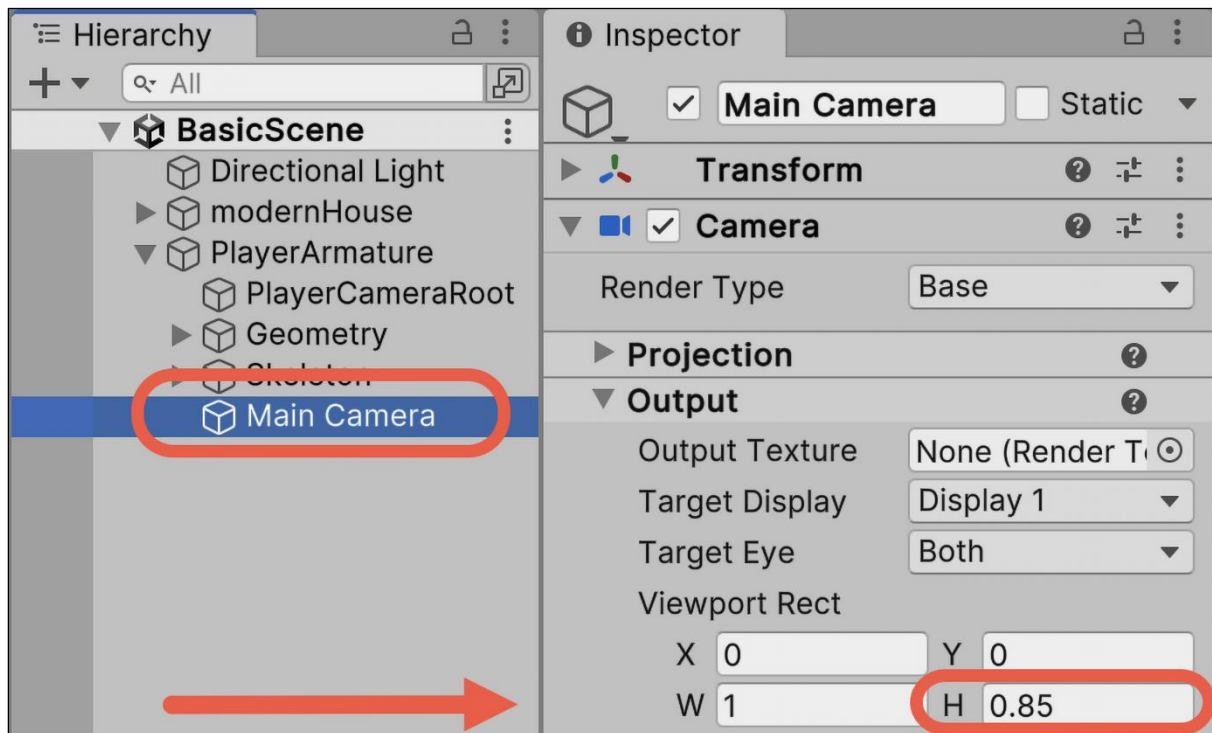 Hierarchy
All
BasicScene
Directional Light
modernHouse
PlayerArmature
PlayerCameraRoot
Geometry
Skeleton
Main Camera
Inspector
Main Camera
Static
Transform
Camera
Render Type
Base
Projection
Output
Output Texture
None (Render Te
Target Display
Display 1
Target Eye
Both
Viewport Rect
X 0 Y 0
W 1 H 0.85